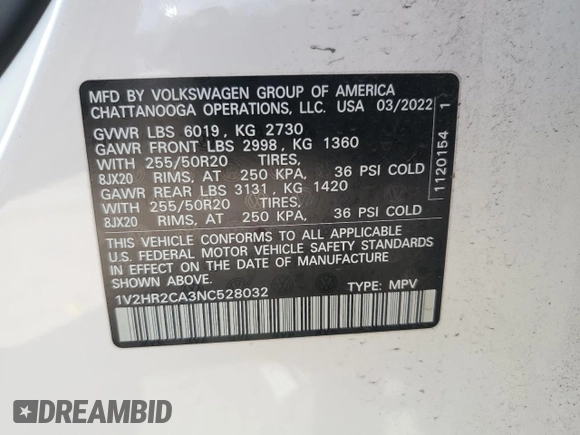 MFD BY VOLKSWAGEN GROUP OF AMERICA
CHATTANOOGA OPERATIONS, LLC. USA 03/2022
GVWR LBS 6019, KG 2730
GAWR FRONT LBS 2998, KG 1360
WITH 255/50R20 TIRES,
8JX20 RIMS, AT 250 KPA, 36 PSI COLD
GAWR REAR LBS 3131, KG 1420
WITH 255/50R20 TIRES,
8JX20 RIMS, AT 250 KPA, 36 PSI COLD
THIS VEHICLE CONFORMS TO ALL APPLICABLE
U.S. FEDERAL MOTOR VEHICLE SAFETY STANDARDS
IN EFFECT ON THE DATE OF MANUFACTURE
SHOWN ABOVE.
1V2HR2CA3NC528032 TYPE: MPV
1120154 1
DREAMBID